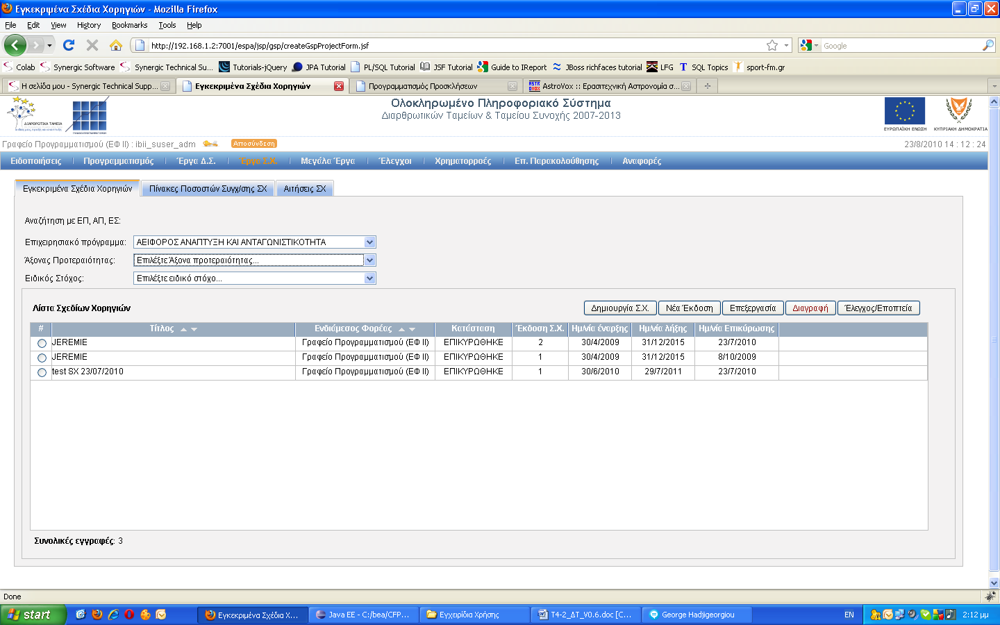 Εγκεκριμένα Σχέδια Χορηγιών - Mozilla Firefox
File Edit View History Bookmarks Tools Help
http://192.168.1.2:7001/espa/jsp/gsp/createGspProjectForm.jsf Google
Colab Synergic Software Synergic Technical Su... Tutorials-jQuery JPA Tutorial PL/SQL Tutorial JSF Tutorial Guide to IReport JBoss richfaces tutorial LFG SQL Topics sport-fm.gr
Η σελίδα μου - Synergic Technical Supp... Εγκεκριμένα Σχέδια Χορηγιών Προγραμματισμός Προσκλήσεων AstroVox :: Ερασιτεχνική Αστρονομία σ...
Ολοκληρωμένο Πληροφοριακό Σύστημα
Διαρθρωτικών Ταμείων & Ταμείου Συνοχής 2007-2013
ΔΙΑΡΘΡΩΤΙΚΑ ΤΑΜΕΙΑ
ΕΥΡΩΠΑΪΚΗ ΕΝΩΣΗ ΚΥΠΡΙΑΚΗ ΔΗΜΟΚΡΑΤΙΑ
Γραφείο Προγραμματισμού (ΕΦ ΙΙ) : ibii_suser_adm Αποσύνδεση 23/8/2010 14 : 12 : 24
Ειδοποιήσεις Προγραμματισμός Έργα Δ.Σ. Έργα Σ.Χ. Μεγάλα Έργα Έλεγχοι Χρηματορροές Επ. Παρακολούθησης Αναφορές
Εγκεκριμένα Σχέδια Χορηγιών Πίνακες Ποσοστών Συγχ/σης ΣΧ Αιτήσεις ΣΧ
Αναζήτηση με ΕΠ, ΑΠ, ΕΣ:
Επιχειρησιακό πρόγραμμα: ΑΕΙΦΟΡΟΣ ΑΝΑΠΤΥΞΗ ΚΑΙ ΑΝΤΑΓΩΝΙΣΤΙΚΟΤΗΤΑ
Άξονας Προτεραιότητας: Επιλέξτε Άξονα προτεραιότητας...
Ειδικός Στόχος: Επιλέξτε ειδικό στόχο...
Λίστα Σχεδίων Χορηγιών Δημιουργία Σ.Χ. Νέα Έκδοση Επεξεργασία Διαγραφή Έλεγχος/Εποπτεία
# Τίτλος Ενδιάμεσος Φορέας Κατάσταση Έκδοση Σ.Χ. Ημ/νία έναρξης Ημ/νία λήξης Ημ/νία Επικύρωσης
JEREMIE Γραφείο Προγραμματισμού (ΕΦ ΙΙ) ΕΠΙΚΥΡΩΘΗΚΕ 2 30/4/2009 31/12/2015 23/7/2010
JEREMIE Γραφείο Προγραμματισμού (ΕΦ ΙΙ) ΕΠΙΚΥΡΩΘΗΚΕ 1 30/4/2009 31/12/2015 8/10/2009
test SX 23/07/2010 Γραφείο Προγραμματισμού (ΕΦ ΙΙ) ΕΠΙΚΥΡΩΘΗΚΕ 1 30/6/2010 29/7/2011 23/7/2010
Συνολικές εγγραφές: 3
Done
start Εγκεκριμένα Σχέδια Χ... Java EE - C:/bea/CFP... Εγχειρίδια Χρήσης T4-2_ΔΤ_V0.6.doc [C... George Hadjigeorgiou EN 2:12 μμ